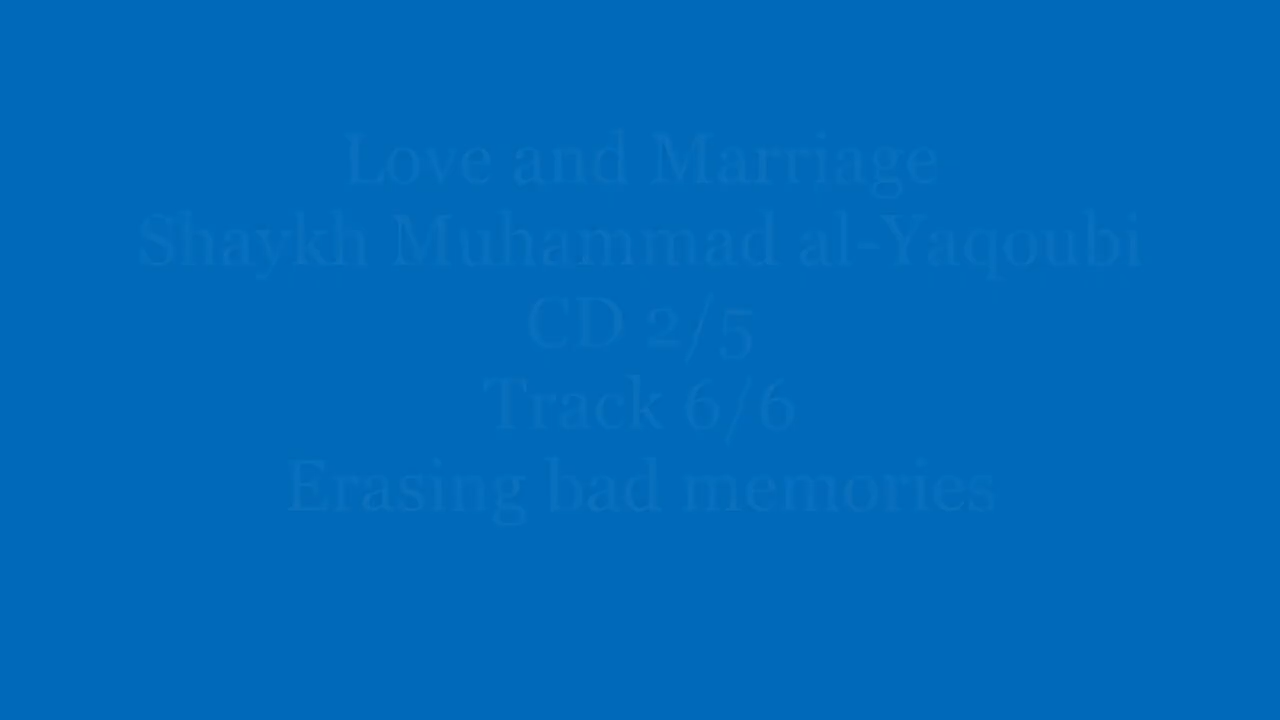 Love and Marriage
Shaykh Muhammad al-Yaqoubi
CD 2/5
Track 6/6
Erasing bad memories